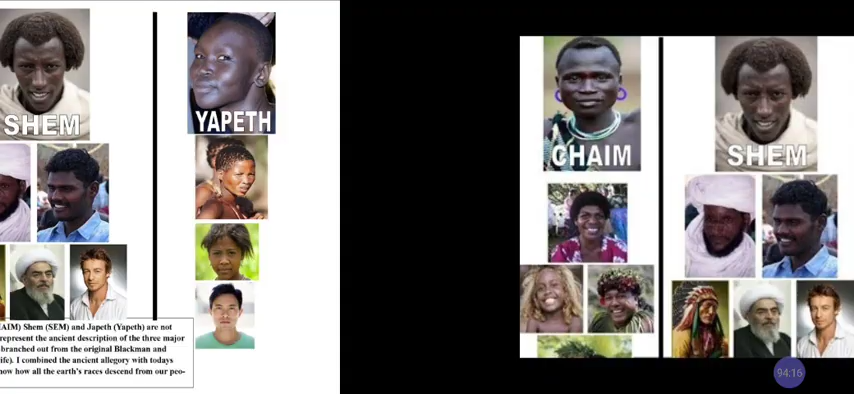 SHEM
YAPETH
AIM) Shem (SEM) and Japeth (Yapeth) are not
represent the ancient description of the three major
branched out from the original Blackman and
ife). I combined the ancient allegory with todays
now how all the earth's races descend from our peo-
CHAIM
SHEM
94:16